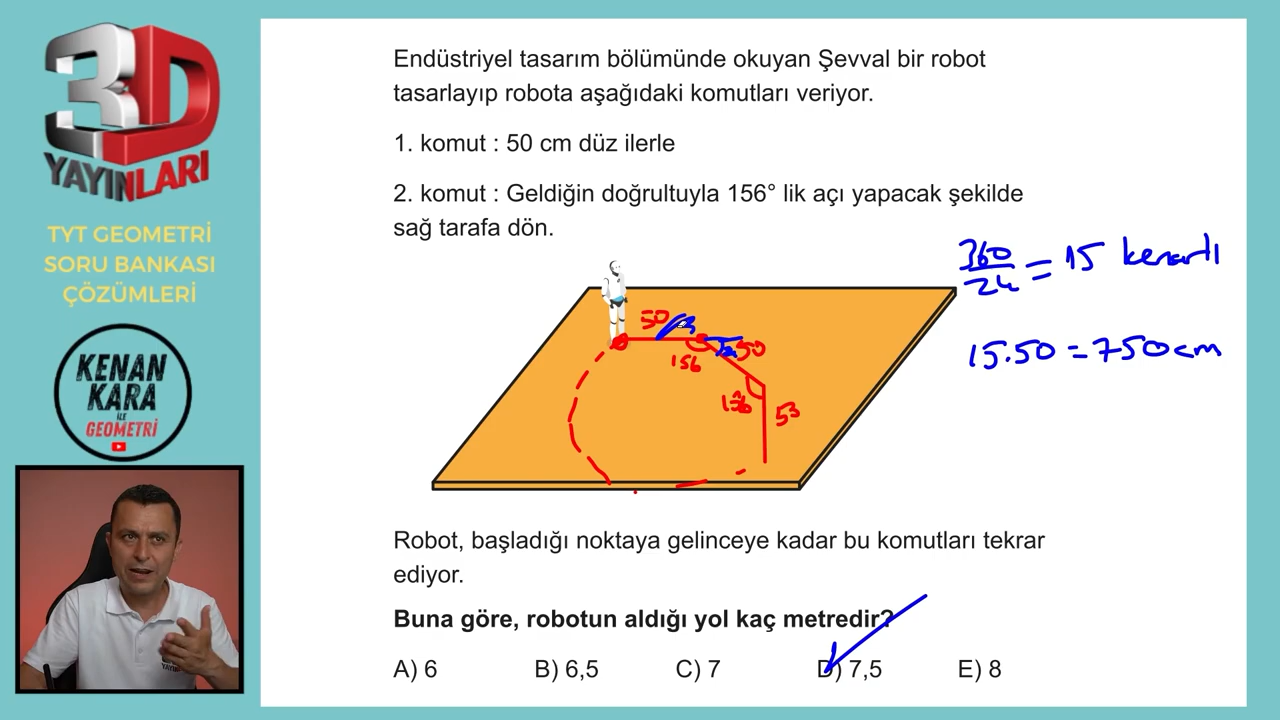 3D
YAYINLARI
TYT GEOMETRİ
SORU BANKASI
ÇÖZÜMLERİ
KENAN
KARA
İLE
GEOMETRİ
Endüstriyel tasarım bölümünde okuyan Şevval bir robot
tasarlayıp robota aşağıdaki komutları veriyor.
1. komut : 50 cm düz ilerle
2. komut : Geldiğin doğrultuyla 156° lik açı yapacak şekilde
sağ tarafa dön.
360
24
= 15 kenarlı
15.50 = 750 cm
50
156
50
156
50
Robot, başladığı noktaya gelinceye kadar bu komutları tekrar
ediyor.
Buna göre, robotun aldığı yol kaç metredir?
A) 6 B) 6,5 C) 7 D) 7,5 E) 8